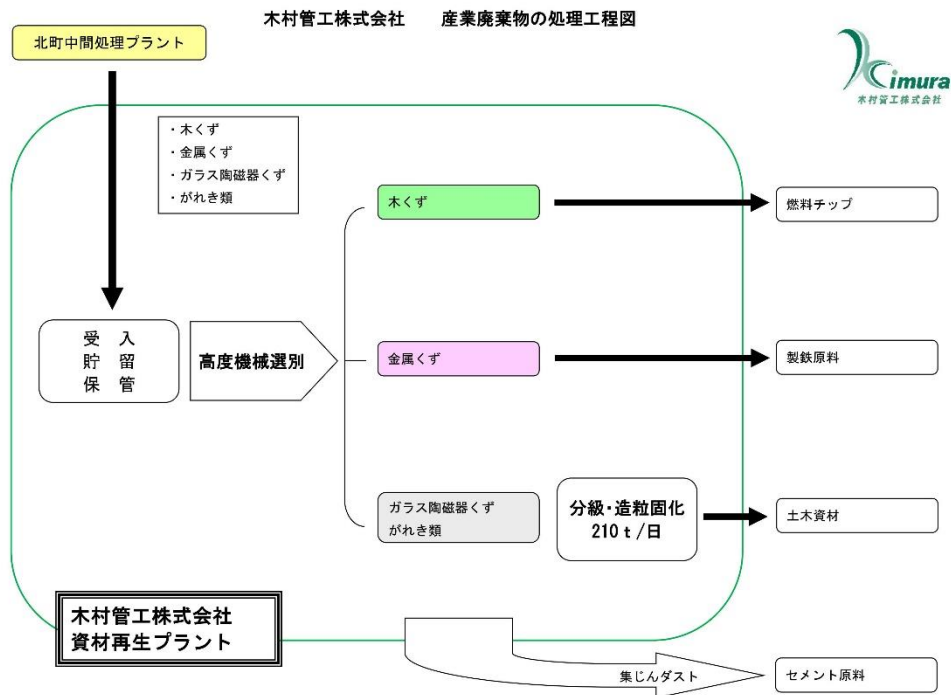 木村管工株式会社　産業廃棄物の処理工程図
北町中間処理プラント
Kimura
木村管工株式会社
・木くず
・金属くず
・ガラス陶磁器くず
・がれき類
木くず
燃料チップ
受　入
貯　留
保　管
高度機械選別
金属くず
製鉄原料
ガラス陶磁器くず
がれき類
分級・造粒固化
210ｔ/日
土木資材
木村管工株式会社
資材再生プラント
集じんダスト
セメント原料